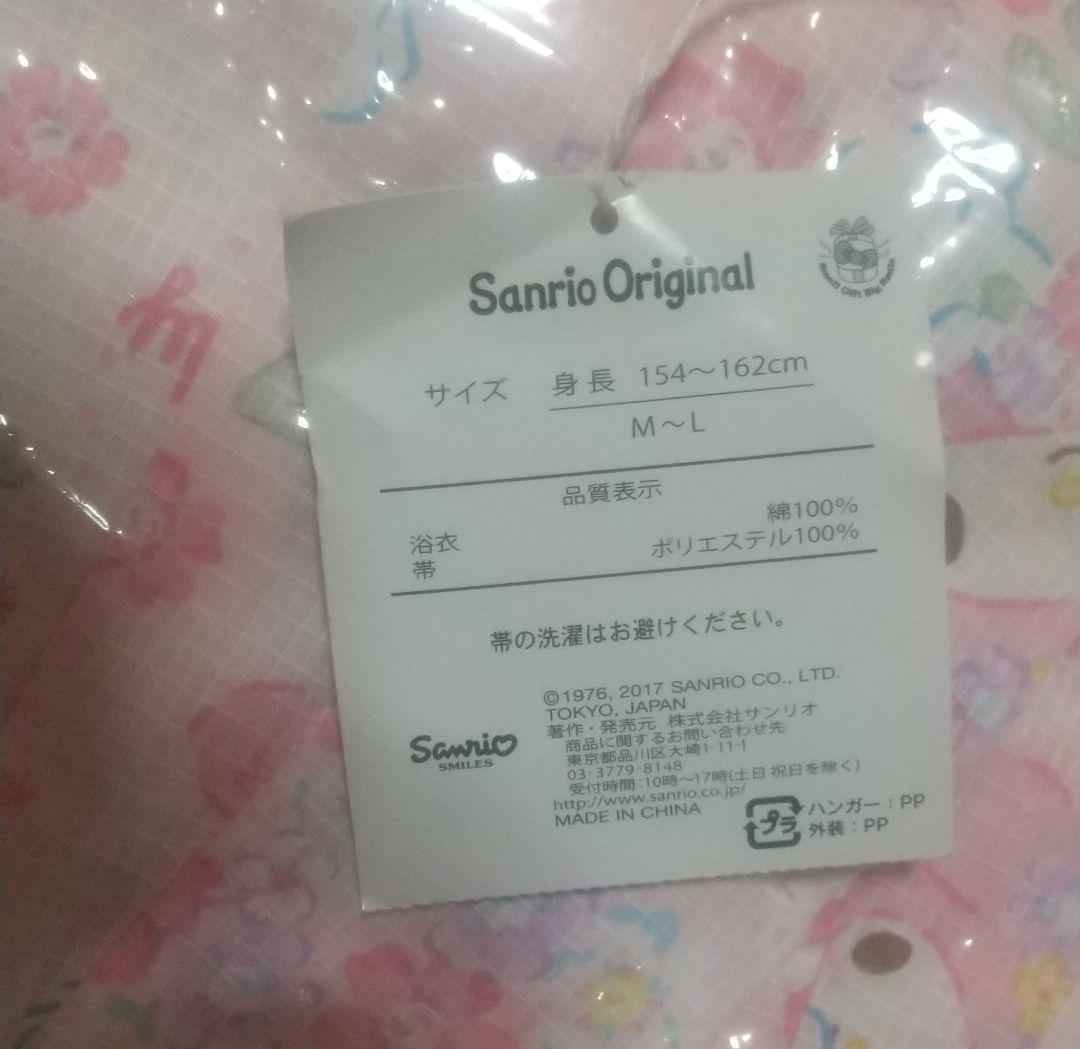 Sanrio Original
Small Gift Big Smile
サイズ 身長 154～162cm
M～L
品質表示
浴衣 綿100%
帯 ポリエステル100%
帯の洗濯はお避けください。
©1976, 2017 SANRIO CO., LTD.
TOKYO, JAPAN
著作・発売元 株式会社サンリオ
商品に関するお問い合わせ先
東京都品川区大崎1-11-1
03-3779-8148
受付時間：10時～17時(土日 祝日を除く)
http://www.sanrio.co.jp/
MADE IN CHINA
Sanrio
SMILES
プラ
ハンガー：PP
外装：PP